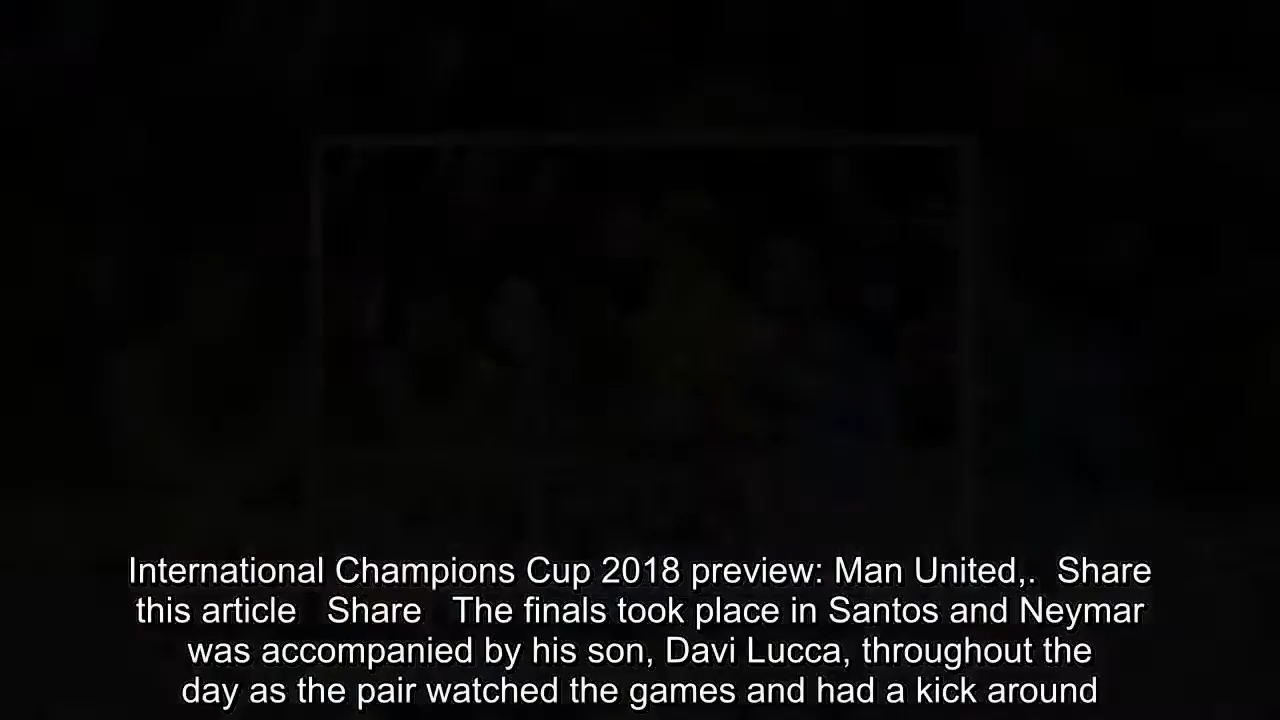 International Champions Cup 2018 preview: Man United,.  Share
this article   Share   The finals took place in Santos and Neymar
was accompanied by his son, Davi Lucca, throughout the
day as the pair watched the games and had a kick around